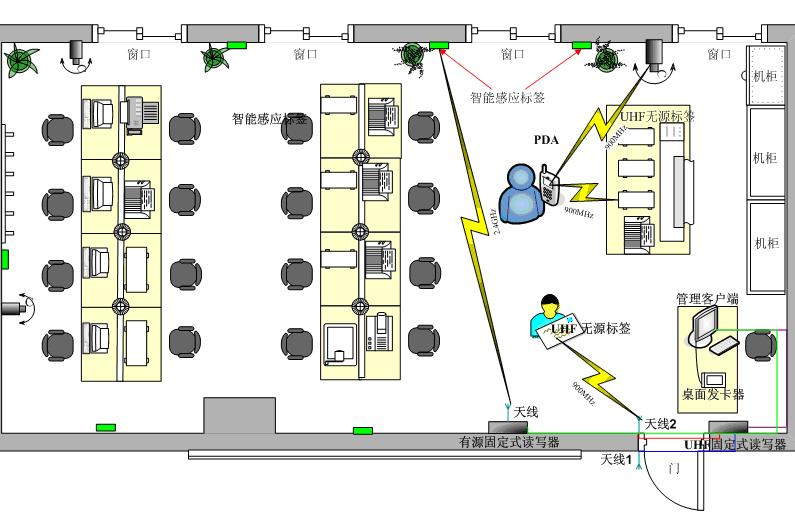 窗口
窗口
窗口
窗口
机柜
智能感应标签
智能感应标签
UHF无源标签
900MHz
PDA
机柜
900MHz
2.4GHz
机柜
管理客户端
UHF 无源标签
900MHz
桌面发卡器
天线
天线2
有源固定式读写器
UHF固定式读写器
天线1
门